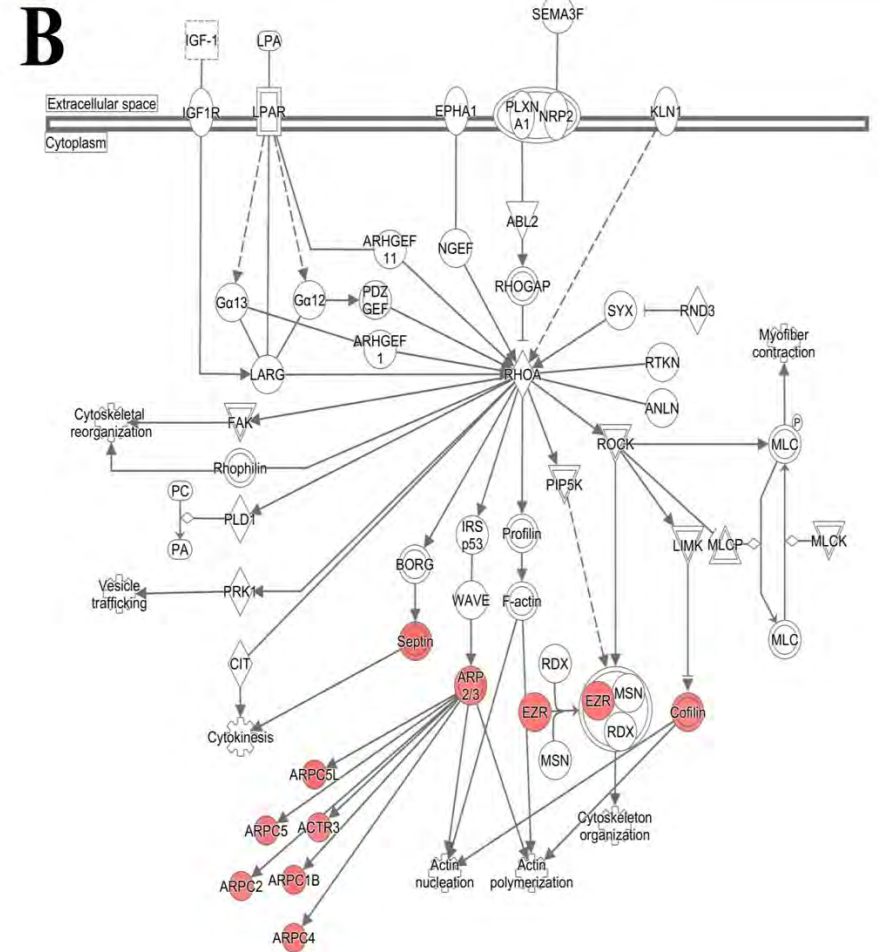 B
SEMA3F
IGF-1
LPA
Extracellular space
IGF1R
LPAR
EPHA1
PLXN
A1
NRP2
KLN1
Cytoplasm
ABL2
ARHGEF
11
NGEF
RHOGAP
Gα13
Gα12
PDZ
GEF
SYX
RND3
ARHGEF
1
Myofiber
contraction
LARG
RHOA
RTKN
ANLN
Cytoskeletal
reorganization
FAK
P
ROCK
MLC
Rhophilin
PIP5K
PC
PLD1
PA
IRS
p53
Profilin
LIMK
MLCP
MLCK
BORG
Vesicle
trafficking
PRK1
WAVE
F-actin
Septin
MLC
CIT
RDX
ARP
2/3
EZR
EZR
MSN
RDX
Cofilin
Cytokinesis
MSN
ARPC5L
ARPC5
ACTR3
Cytoskeleton
organization
ARPC2
ARPC1B
Actin
nucleation
Actin
polymerization
ARPC4